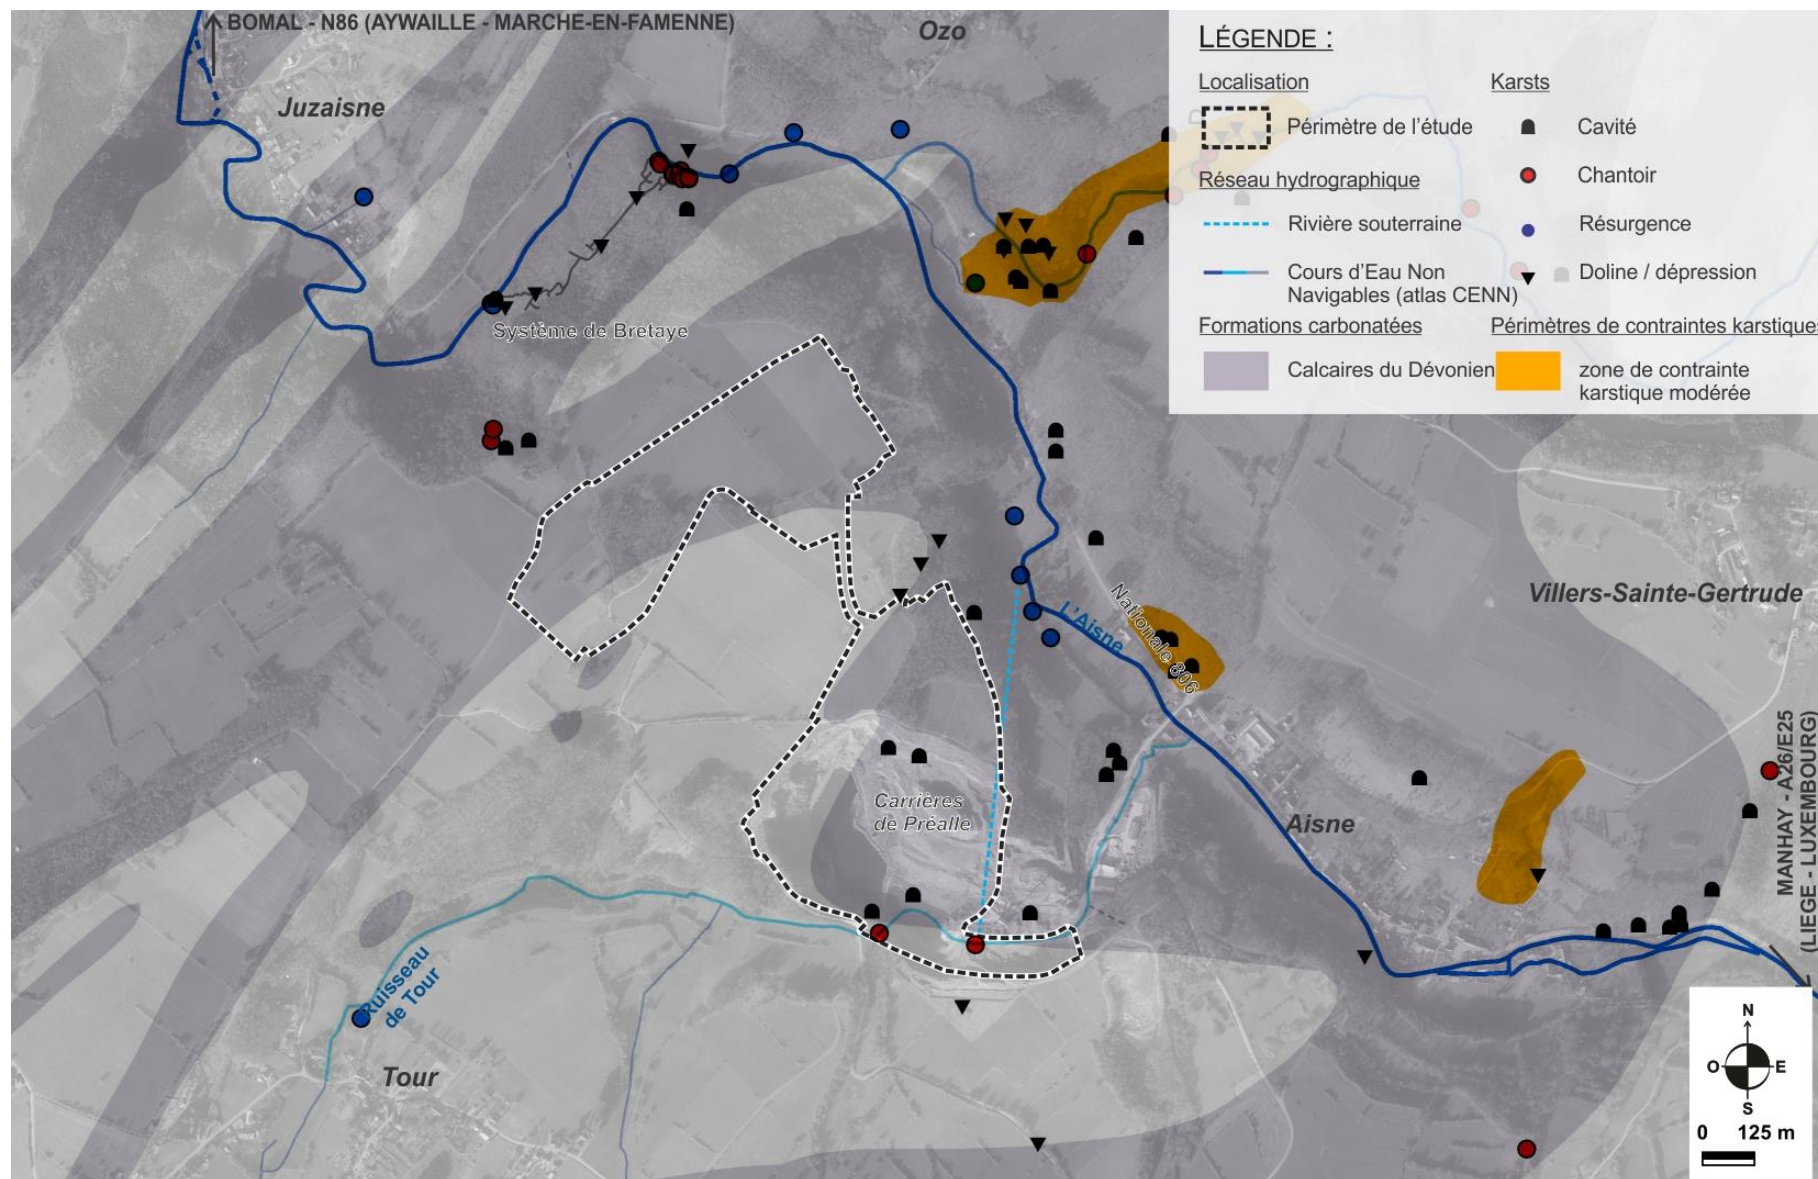 BOMAL - N86 (AYWAILLE - MARCHE-EN-FAMENNE)
Ozo
Juzaisne
LÉGENDE :
Localisation
Périmètre de l'étude
Réseau hydrographique
Rivière souterraine
Cours d'Eau Non
Navigables (atlas CENN)
Formations carbonatées
Calcaires du Dévonien
Karsts
Cavité
Chantoir
Résurgence
Doline / dépression
Périmètres de contraintes karstiques
zone de contrainte
karstique modérée
Système de Bretaye
Villers-Sainte-Gertrude
Nationale 806
L'Aisne
Carrières
de Préalle
Aisne
MANHAY - A26/E25
(LIEGE - LUXEMBOURG)
Ruisseau
de Tour
Tour
N
O
E
S
0 125 m